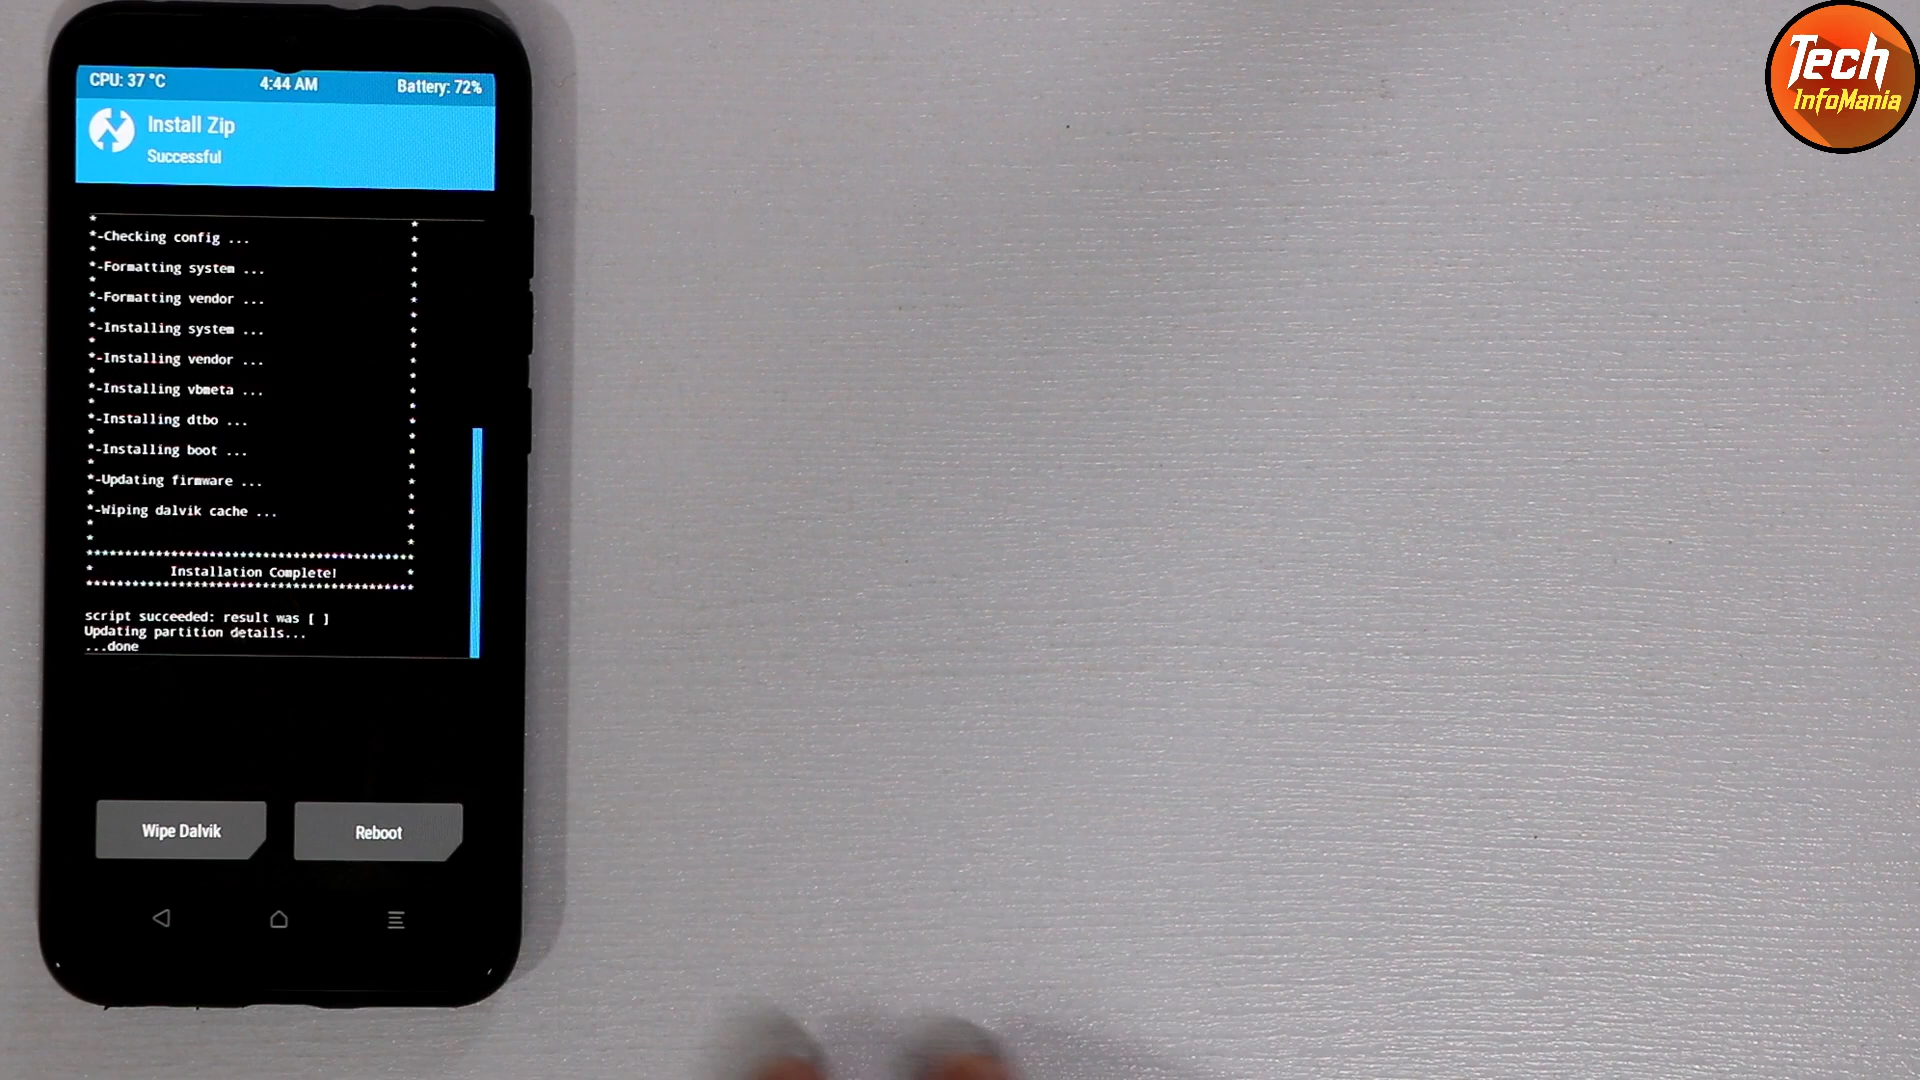 CPU: 37 °C 4:44 AM Battery: 72%
Install Zip
Successful
*-Checking config ...
*-Formatting system ...
*-Formatting vendor ...
*-Installing system ...
*-Installing vendor ...
*-Installing vbmeta ...
*-Installing dtbo ...
*-Installing boot ...
*-Updating firmware ...
*-Wiping dalvik cache ...
* Installation Complete! *
script succeeded: result was [ ]
Updating partition details...
...done
Wipe Dalvik Reboot
Tech
InfoMania